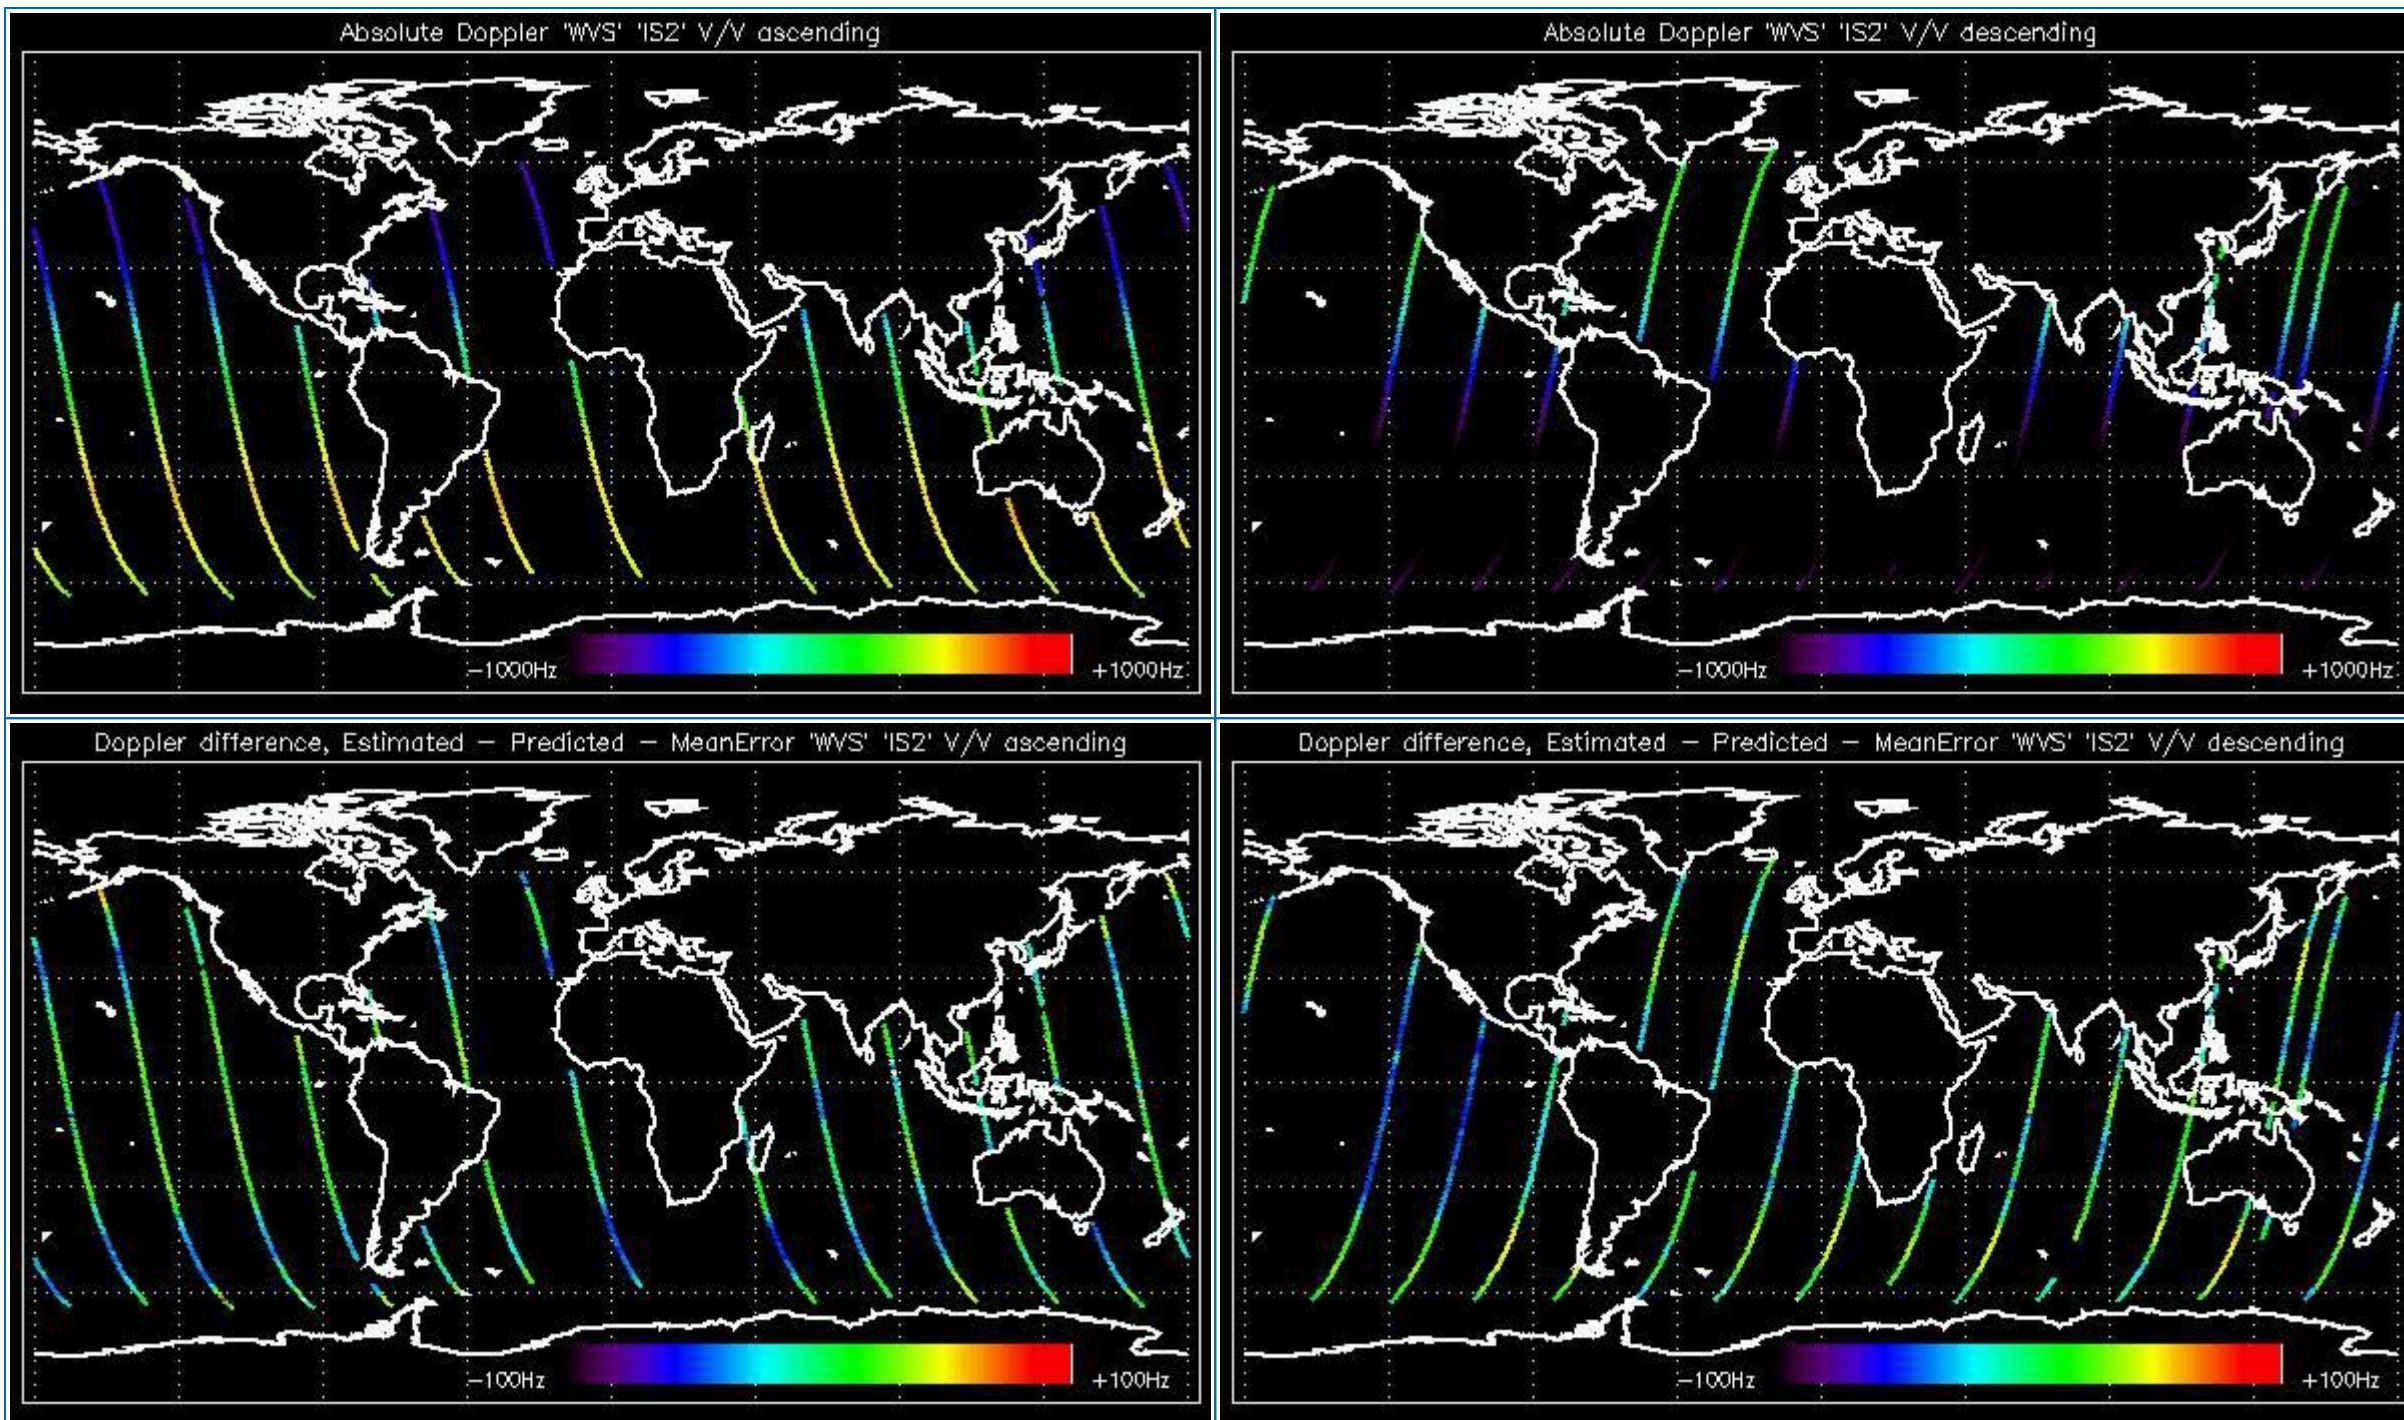 Absolute Doppler 'WVS' 'IS2' V/V ascending
−1000Hz
+1000Hz
Absolute Doppler 'WVS' 'IS2' V/V descending
−1000Hz
+1000Hz
Doppler difference, Estimated − Predicted − MeanError 'WVS' 'IS2' V/V ascending
−100Hz
+100Hz
Doppler difference, Estimated − Predicted − MeanError 'WVS' 'IS2' V/V descending
−100Hz
+100Hz